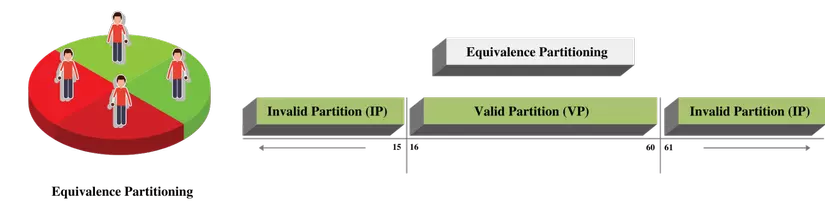 Equivalence Partitioning
Invalid Partition (IP)
Valid Partition (VP)
Invalid Partition (IP)
15
16
60
61
Equivalence Partitioning